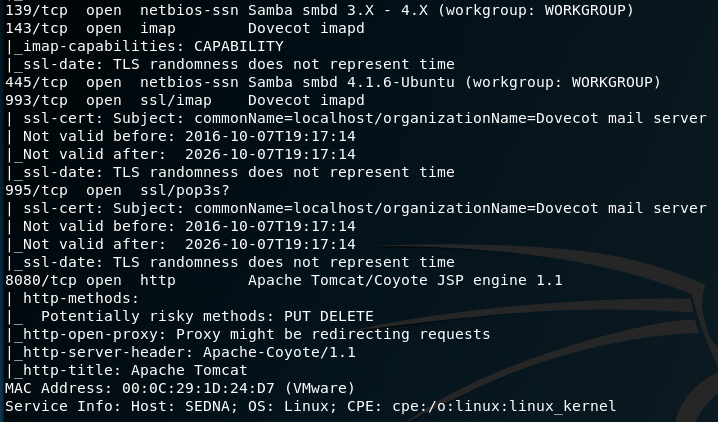 139/tcp  open  netbios-ssn Samba smbd 3.X - 4.X (workgroup: WORKGROUP)
143/tcp  open  imap        Dovecot imapd
|_imap-capabilities: CAPABILITY
|_ssl-date: TLS randomness does not represent time
445/tcp  open  netbios-ssn Samba smbd 4.1.6-Ubuntu (workgroup: WORKGROUP)
993/tcp  open  ssl/imap    Dovecot imapd
| ssl-cert: Subject: commonName=localhost/organizationName=Dovecot mail server
| Not valid before: 2016-10-07T19:17:14
|_Not valid after:  2026-10-07T19:17:14
|_ssl-date: TLS randomness does not represent time
995/tcp  open  ssl/pop3s?
| ssl-cert: Subject: commonName=localhost/organizationName=Dovecot mail server
| Not valid before: 2016-10-07T19:17:14
|_Not valid after:  2026-10-07T19:17:14
|_ssl-date: TLS randomness does not represent time
8080/tcp open  http        Apache Tomcat/Coyote JSP engine 1.1
| http-methods:
|_  Potentially risky methods: PUT DELETE
|_http-open-proxy: Proxy might be redirecting requests
|_http-server-header: Apache-Coyote/1.1
|_http-title: Apache Tomcat
MAC Address: 00:0C:29:1D:24:D7 (VMware)
Service Info: Host: SEDNA; OS: Linux; CPE: cpe:/o:linux:linux_kernel